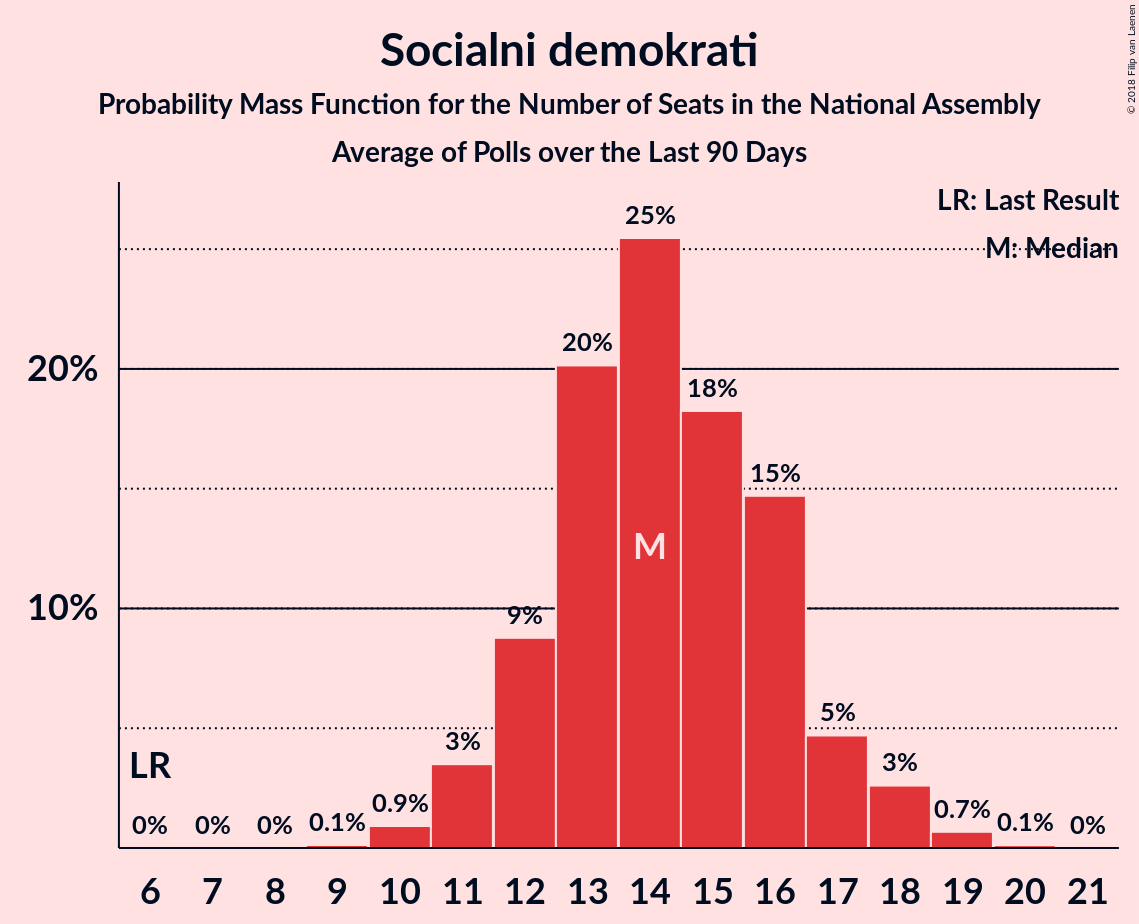 Socialni demokrati
Probability Mass Function for the Number of Seats in the National Assembly
Average of Polls over the Last 90 Days
© 2018 Filip van Laenen
LR: Last Result
M: Median
25%
20%
20%
18%
15%
M
10%
9%
5%
3%
3%
LR
0%
0%
0%
0.1%
0.9%
0.7%
0.1%
0%
6 7 8 9 10 11 12 13 14 15 16 17 18 19 20 21